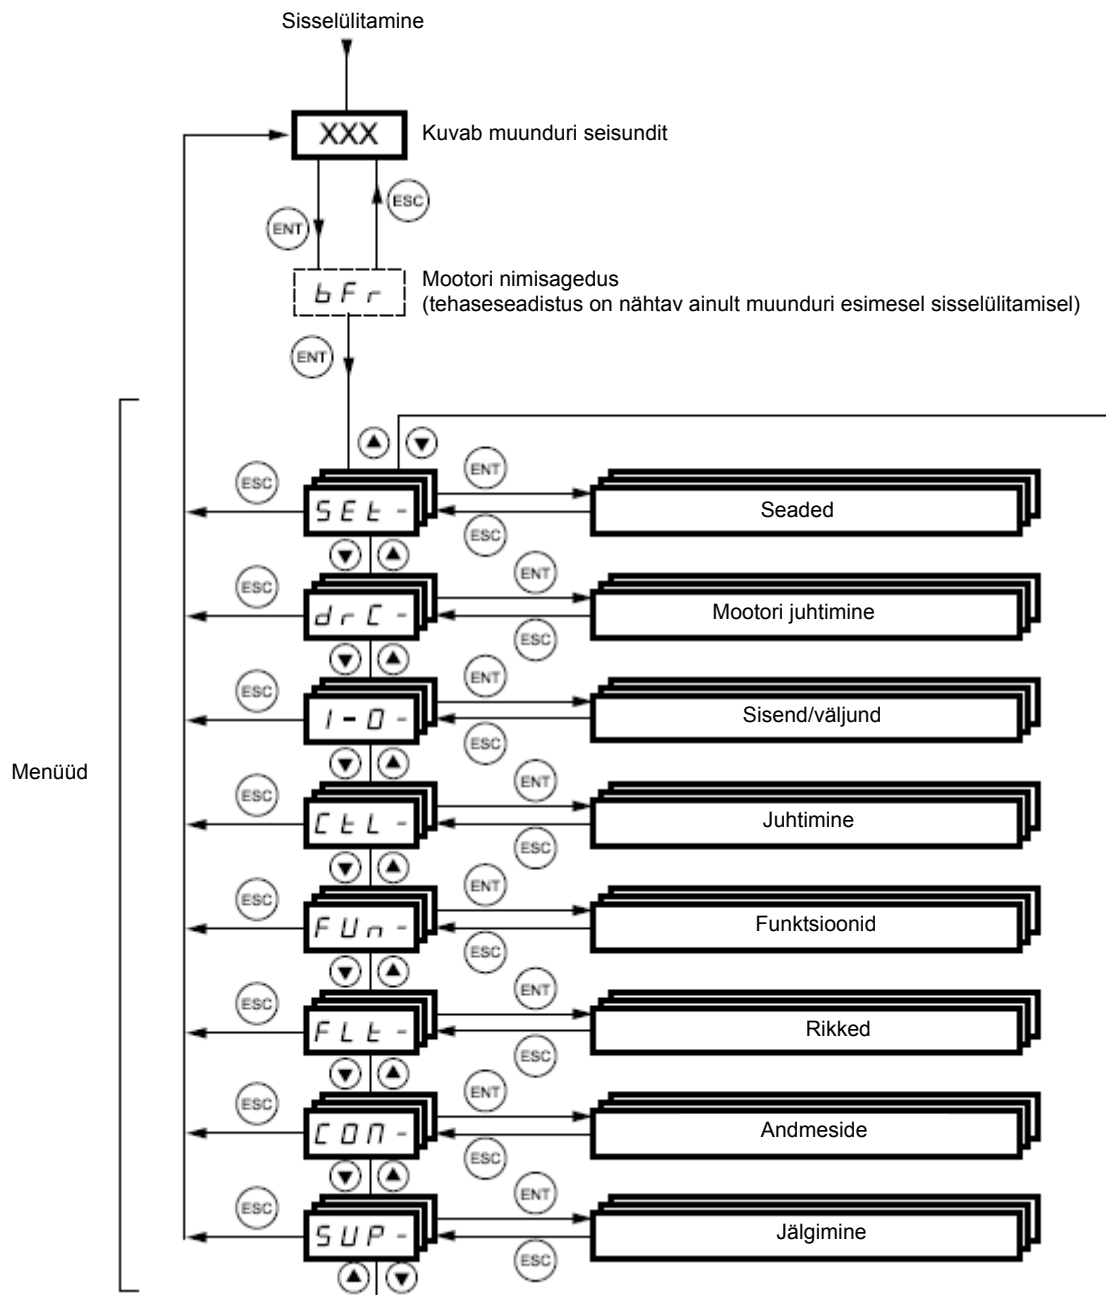 Sisselülitamine
XXX
Kuvab muunduri seisundit
ESC
ENT
bFr
Mootori nimisagedus
(tehaseseadistus on nähtav ainult muunduri esimesel sisselülitamisel)
ENT
Menüüd
ESC
SEt-
ENT
ESC
Seaded
ESC
drC-
ENT
ESC
Mootori juhtimine
ESC
I-O-
ENT
ESC
Sisend/väljund
ESC
CtL-
ENT
ESC
Juhtimine
ESC
FUn-
ENT
ESC
Funktsioonid
ESC
FLt-
ENT
ESC
Rikked
ESC
COM-
ENT
ESC
Andmeside
ESC
SUP-
ENT
ESC
Jälgimine